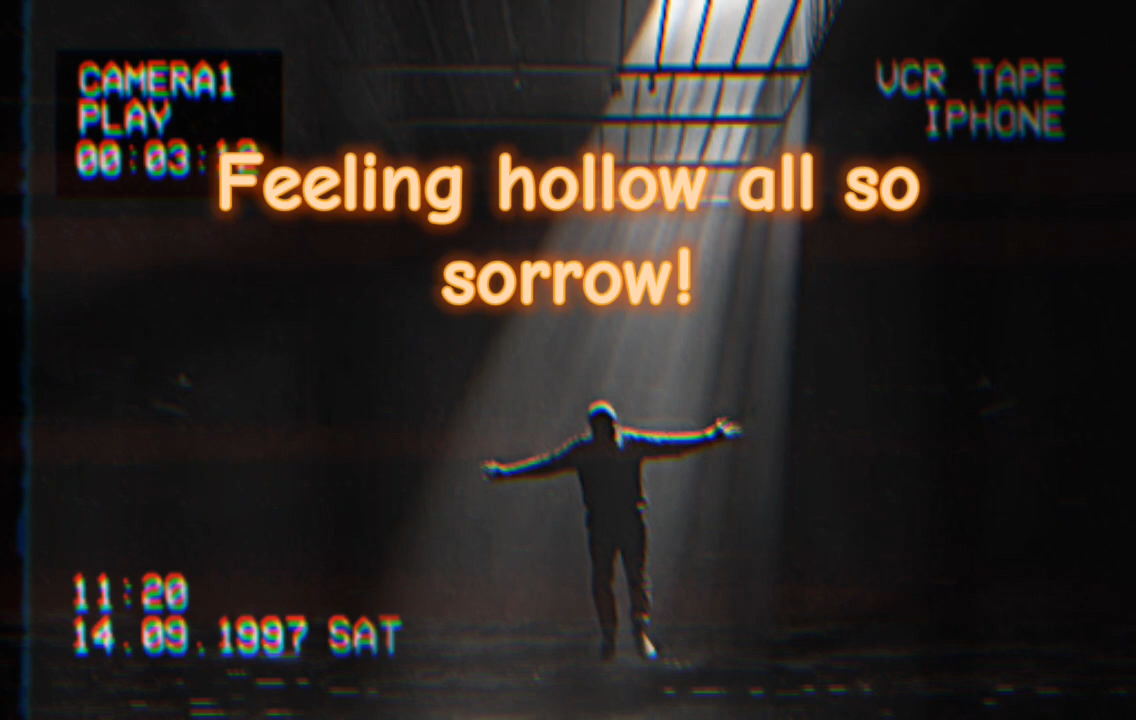 CAMERA1
PLAY
VCR TAPE
IPHONE
Feeling hollow all so
sorrow!
11:20
14.09.1997 SAT